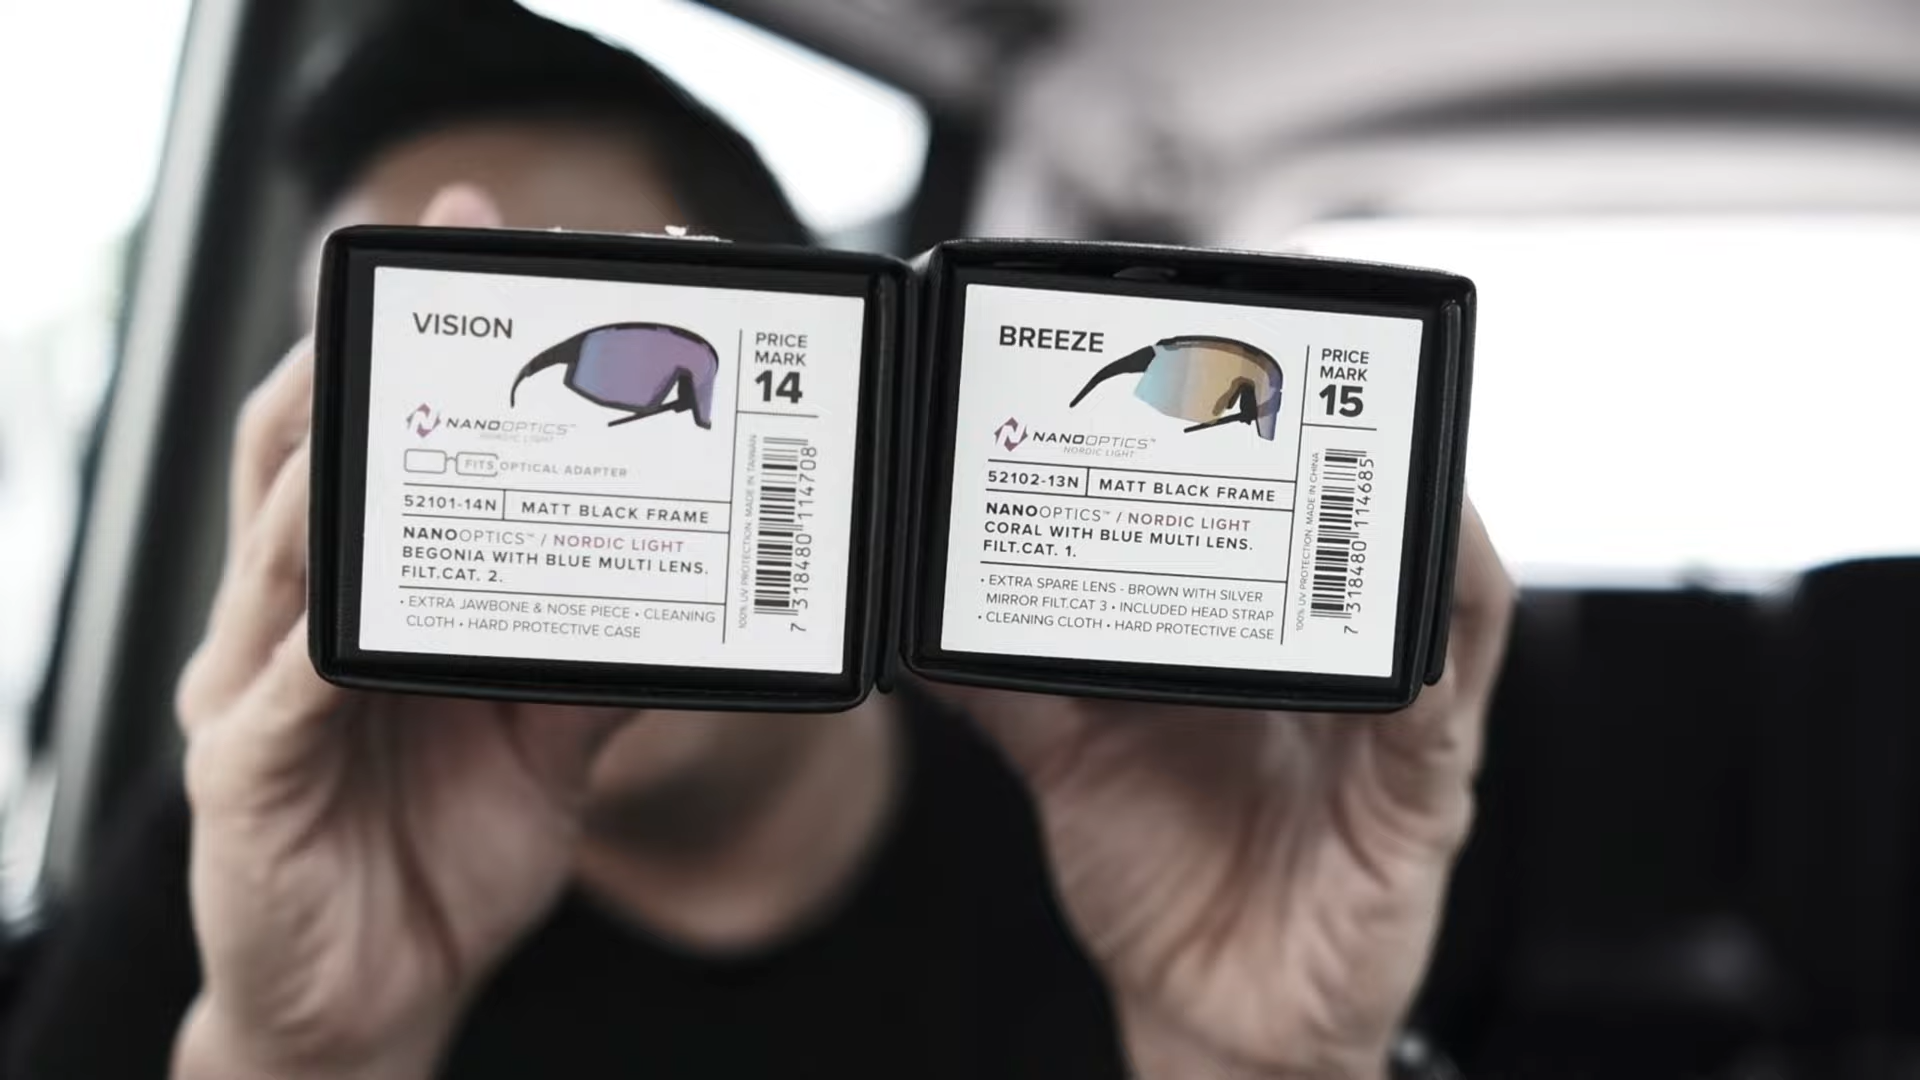 VISION
NANOOPTICS™
NORDIC LIGHT
FITS OPTICAL ADAPTER
52101-14N
MATT BLACK FRAME
NANOOPTICS™ / NORDIC LIGHT
BEGONIA WITH BLUE MULTI LENS.
FILT.CAT. 2.
• EXTRA JAWBONE & NOSE PIECE • CLEANING
CLOTH • HARD PROTECTIVE CASE
PRICE
MARK
14
100% UV PROTECTION. MADE IN TAIWAN
7 318480 114708
BREEZE
NANOOPTICS™
NORDIC LIGHT
52102-13N
MATT BLACK FRAME
NANOOPTICS™ / NORDIC LIGHT
CORAL WITH BLUE MULTI LENS.
FILT.CAT. 1.
• EXTRA SPARE LENS - BROWN WITH SILVER
MIRROR FILT.CAT 3 • INCLUDED HEAD STRAP
• CLEANING CLOTH • HARD PROTECTIVE CASE
PRICE
MARK
15
100% UV PROTECTION. MADE IN CHINA
7 318480 114685